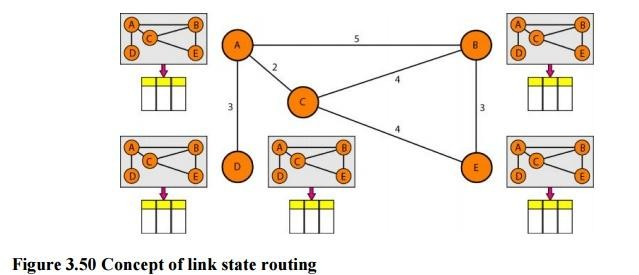 A B C D E
A 5 B
A B C D E
2
C
4
3
3
4
A B C D E
D
A B C D E
E
A B C D E
Figure 3.50 Concept of link state routing